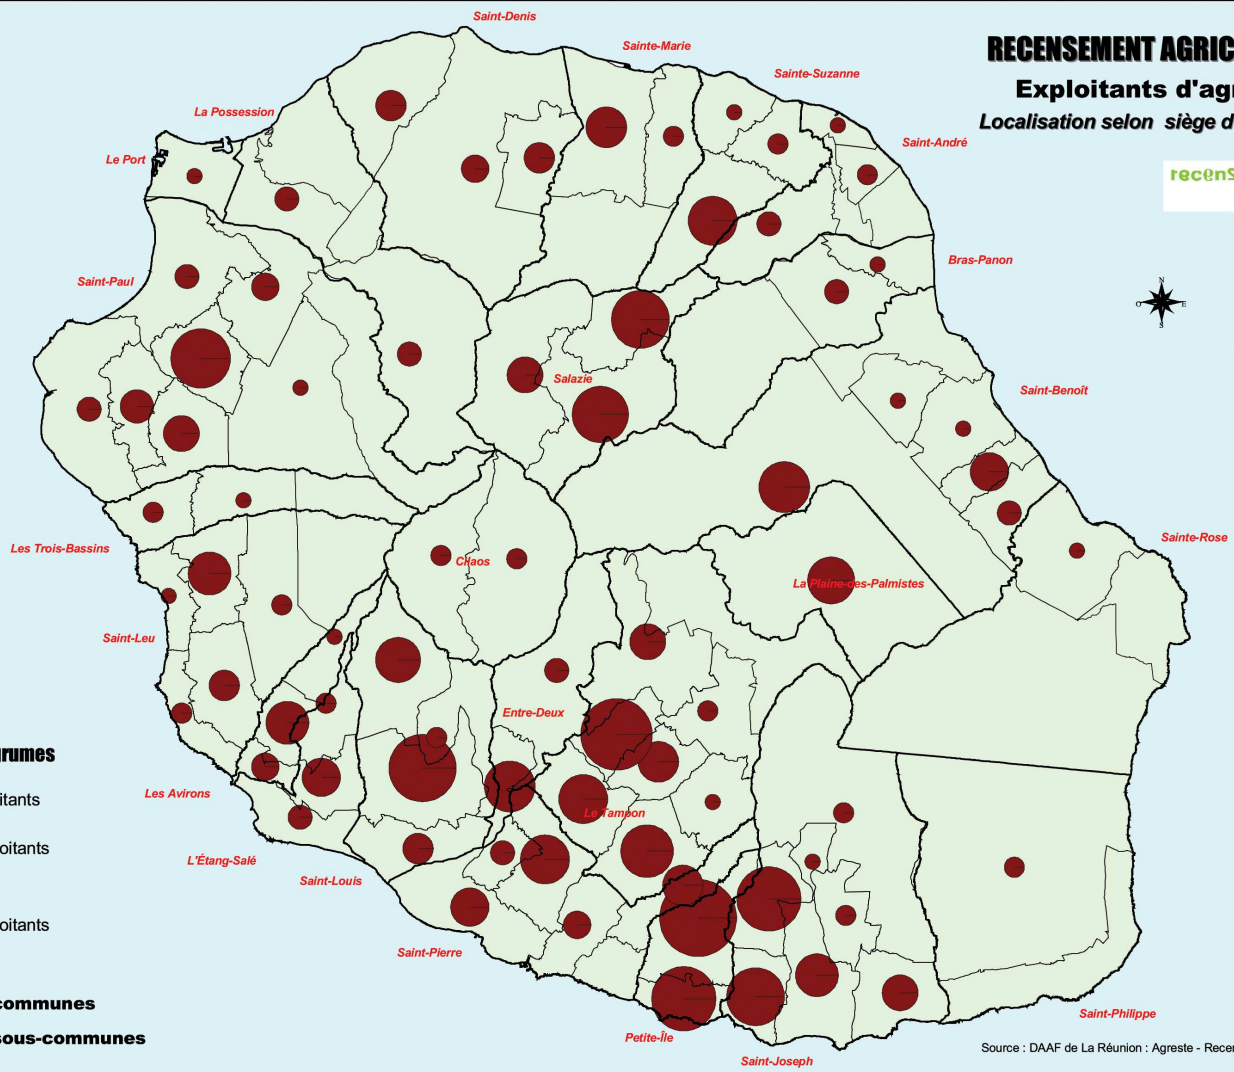 Saint-Denis
Sainte-Marie
RECENSEMENT AGRIC
Sainte-Suzanne
Exploitants d'ag
La Possession
Localisation selon siège d
Saint-André
Le Port
recens
Bras-Panon
Saint-Paul
N
O E
S
Salazie
Saint-Benoît
Sainte-Rose
Les Trois-Bassins
Cilaos
La Plaine-des-Palmistes
Saint-Leu
Entre-Deux
grumes
Les Avirons
itants
Le Tampon
oitants
L'Étang-Salé
Saint-Louis
oitants
Saint-Pierre
communes
Saint-Philippe
sous-communes
Petite-Île
Source : DAAF de La Réunion : Agreste - Recen
Saint-Joseph